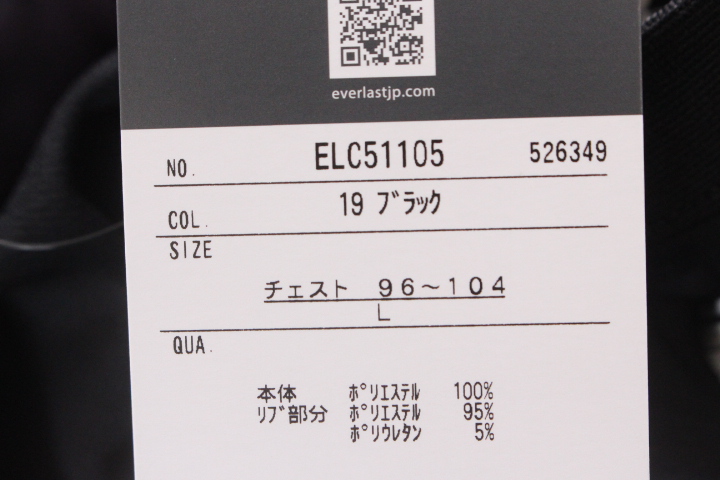 everlastjp.com
NO. ELC51105 526349
COL. 19 ﾌﾞﾗｯｸ
SIZE
チェスト 96～104
L
QUA.
本体 ﾎﾟﾘｴｽﾃﾙ 100%
ﾘﾌﾞ部分 ﾎﾟﾘｴｽﾃﾙ 95%
ﾎﾟﾘｳﾚﾀﾝ 5%